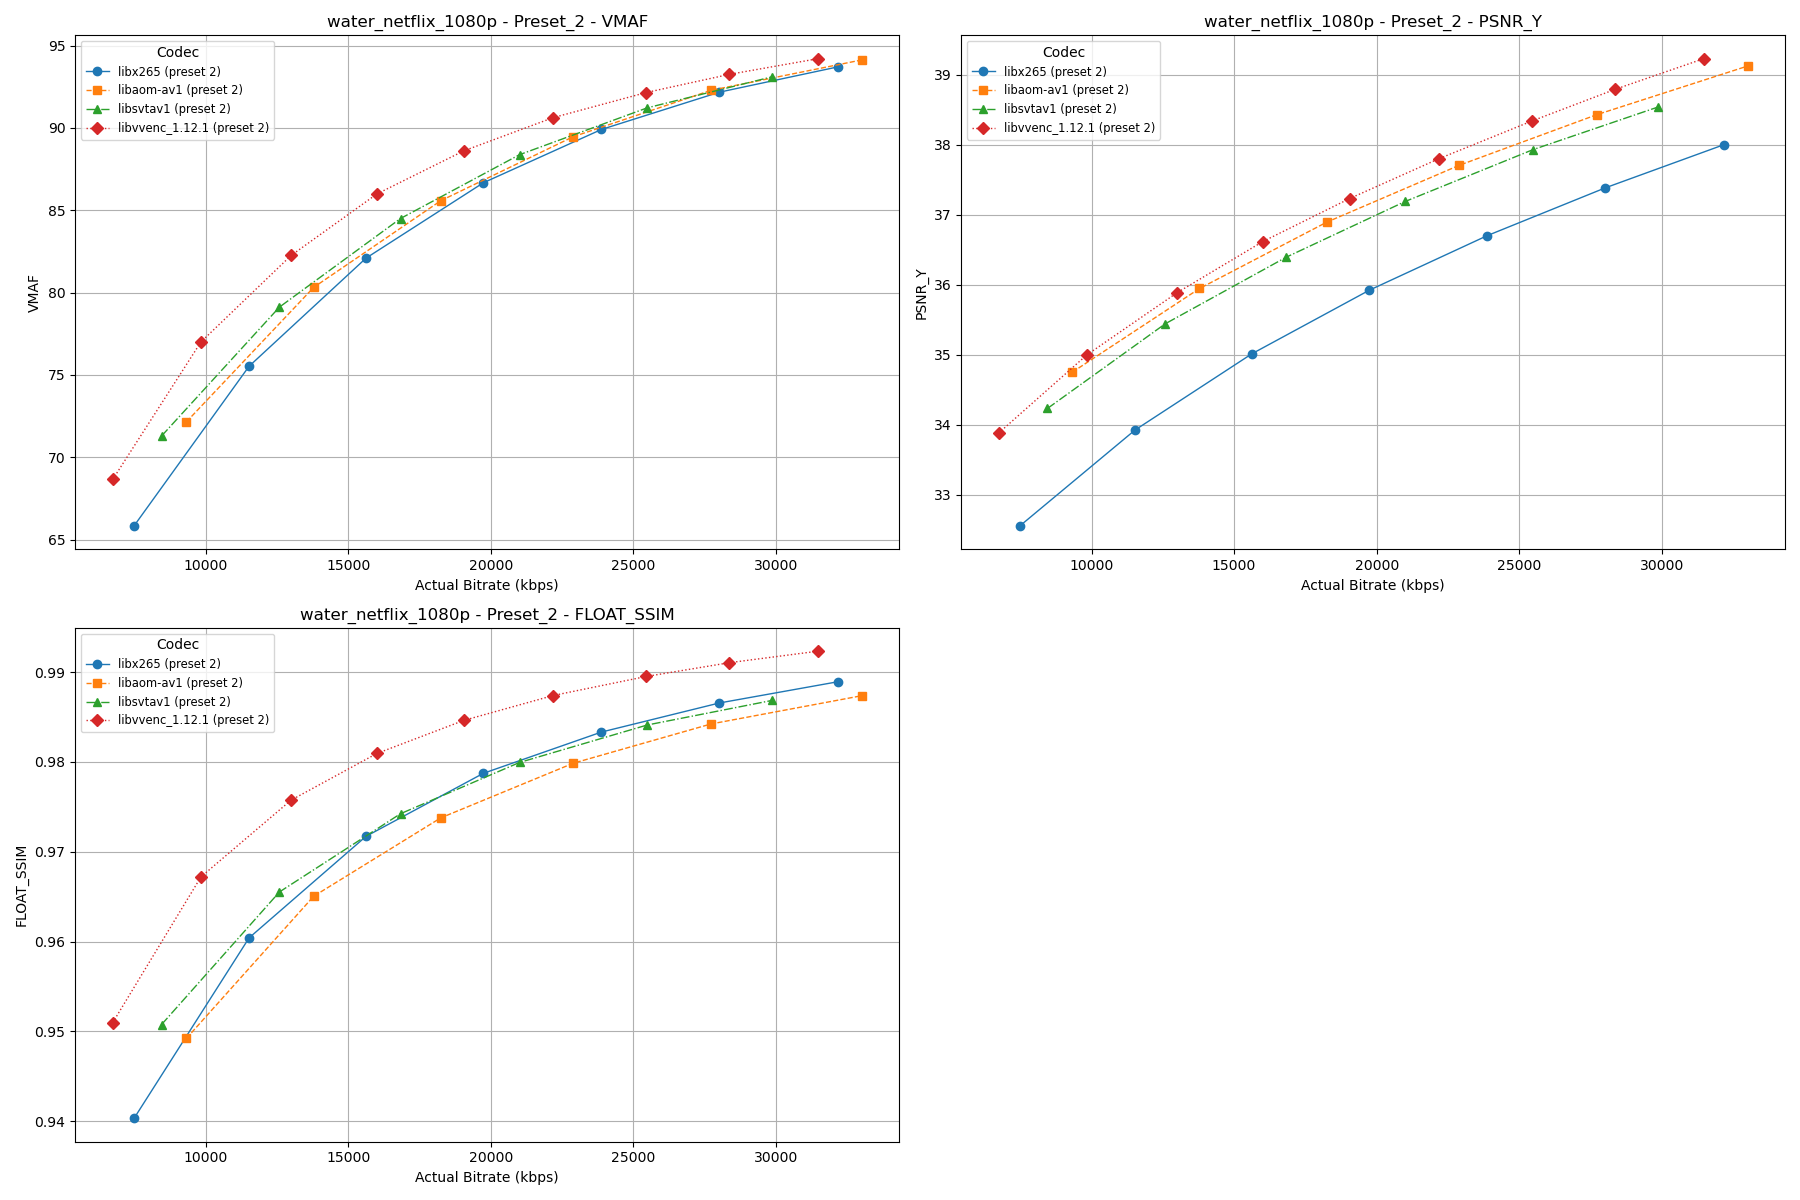 water_netflix_1080p - Preset_2 - VMAF
Codec
libx265 (preset 2)
libaom-av1 (preset 2)
libsvtav1 (preset 2)
libvvenc_1.12.1 (preset 2)
VMAF
95
90
85
80
75
70
65
10000 15000 20000 25000 30000
Actual Bitrate (kbps)
water_netflix_1080p - Preset_2 - PSNR_Y
Codec
libx265 (preset 2)
libaom-av1 (preset 2)
libsvtav1 (preset 2)
libvvenc_1.12.1 (preset 2)
PSNR_Y
39
38
37
36
35
34
33
10000 15000 20000 25000 30000
Actual Bitrate (kbps)
water_netflix_1080p - Preset_2 - FLOAT_SSIM
Codec
libx265 (preset 2)
libaom-av1 (preset 2)
libsvtav1 (preset 2)
libvvenc_1.12.1 (preset 2)
FLOAT_SSIM
0.99
0.98
0.97
0.96
0.95
0.94
10000 15000 20000 25000 30000
Actual Bitrate (kbps)